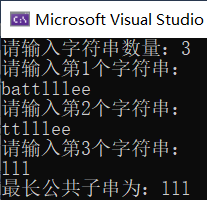 Microsoft Visual Studio
请输入字符串数量：3
请输入第1个字符串：
battlllee
请输入第2个字符串：
ttlllee
请输入第3个字符串：
lll
最长公共子串为：lll